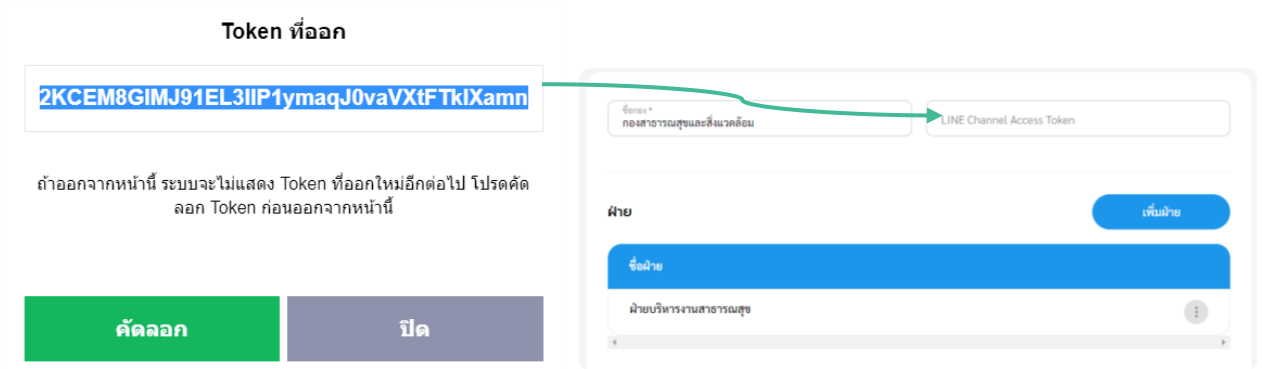 Token ที่ออก
2KCEM8GIMJ91EL3IIP1ymaqJ0vaVXtFTkIXamn
ถ้าออกจากหน้านี้ ระบบจะไม่แสดง Token ที่ออกใหม่อีกต่อไป โปรดคัด
ลอก Token ก่อนออกจากหน้านี้
คัดลอก
ปิด
ชื่อกอง *
กองสาธารณสุขและสิ่งแวดล้อม
LINE Channel Access Token
ฝ่าย
เพิ่มฝ่าย
ชื่อฝ่าย
ฝ่ายบริหารงานสาธารณสุข